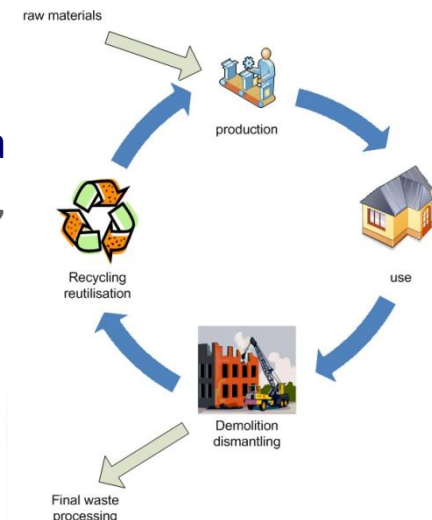 raw materials
production
use
Demolition
dismantling
Recycling
reutilisation
Final waste
processing